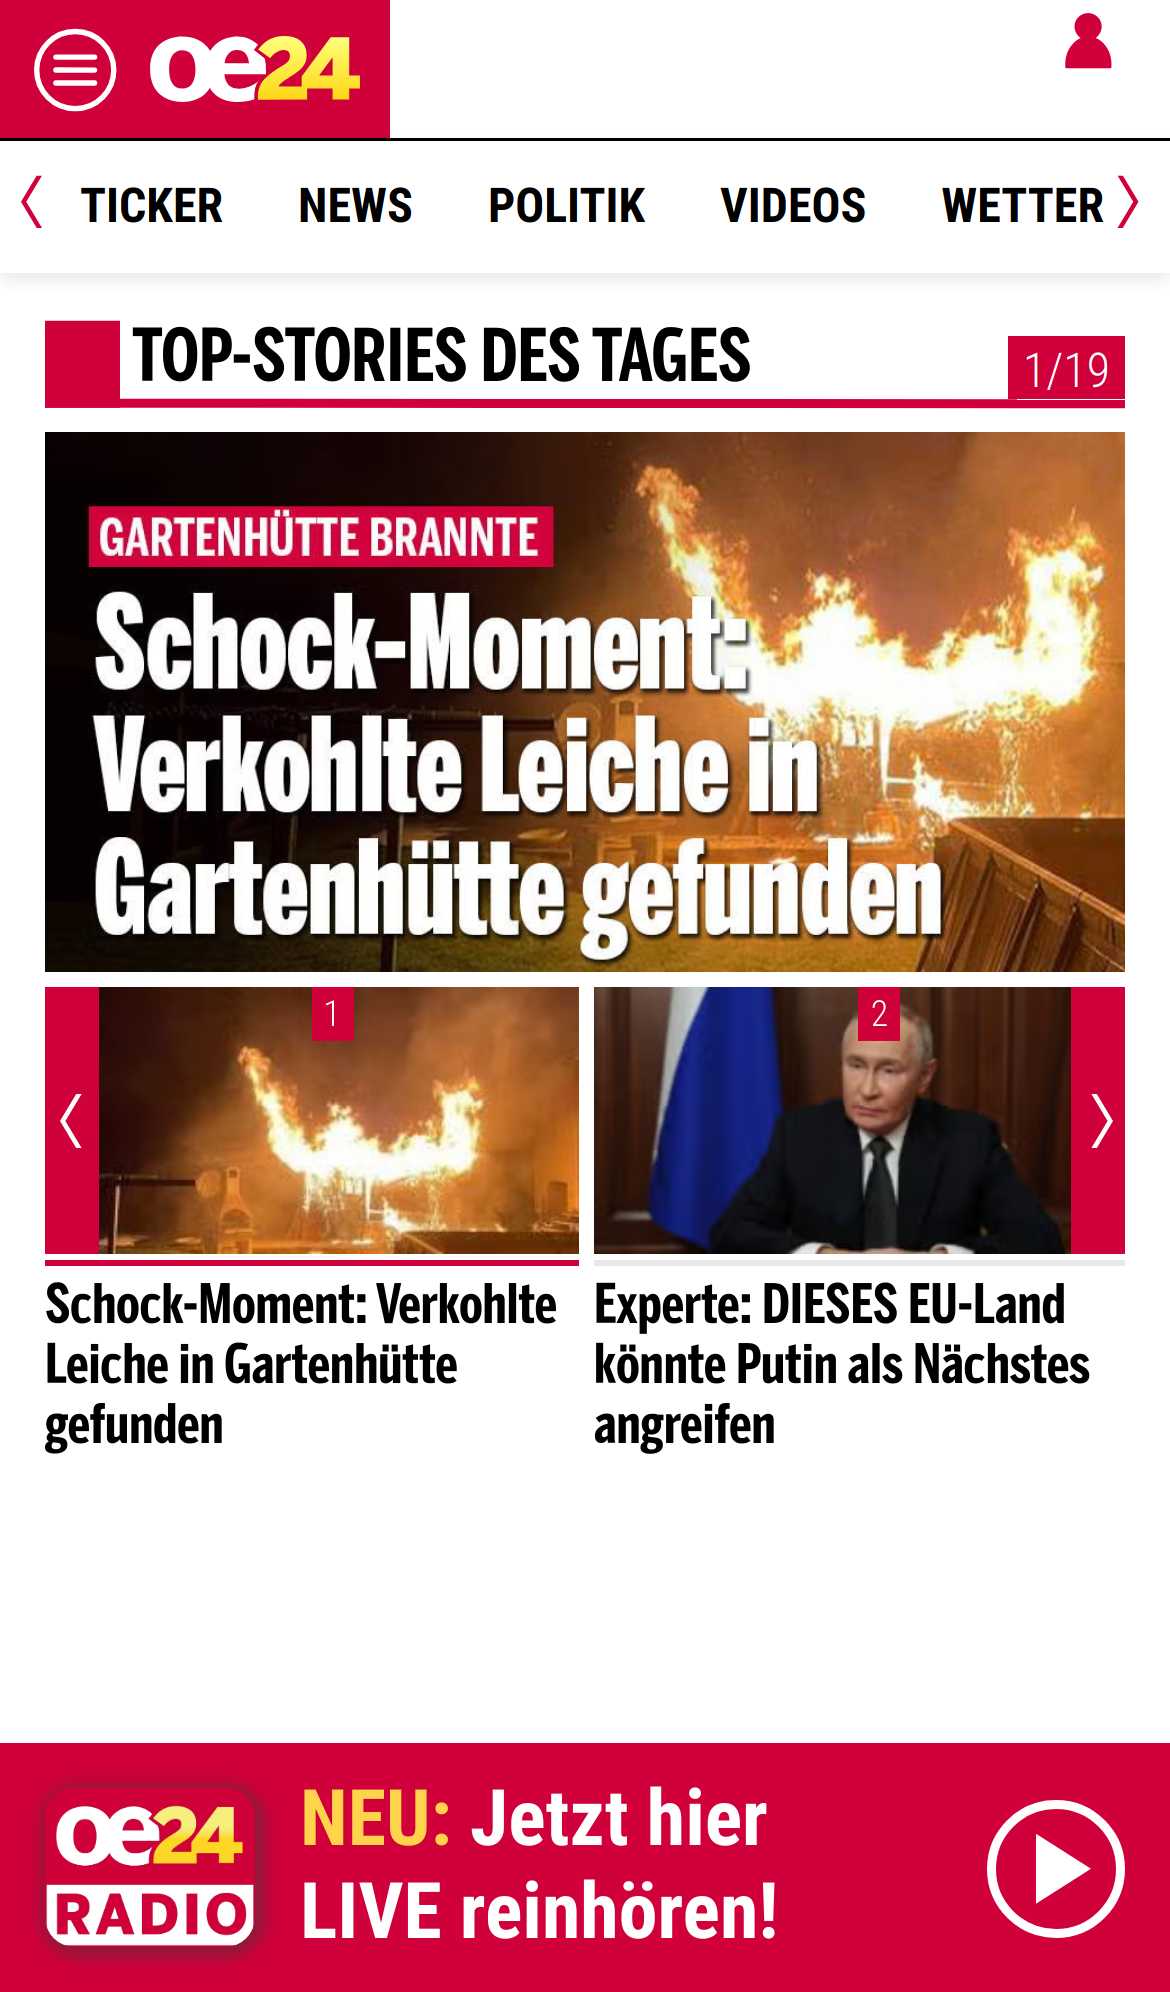 oe24
TICKER NEWS POLITIK VIDEOS WETTER
TOP-STORIES DES TAGES
1/19
GARTENHÜTTE BRANNTE
Schock-Moment:
Verkohlte Leiche in
Gartenhütte gefunden
1
Schock-Moment: Verkohlte
Leiche in Gartenhütte
gefunden
2
Experte: DIESES EU-Land
könnte Putin als Nächstes
angreifen
oe24
RADIO
NEU: Jetzt hier
LIVE reinhören!